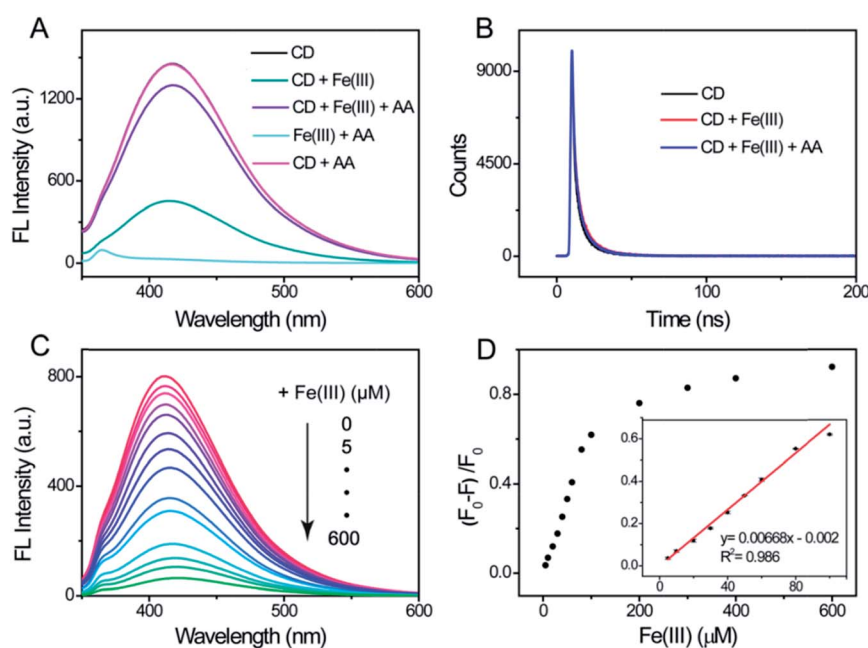 A
FL Intensity (a.u.)
1200
600
0
CD
CD + Fe(III)
CD + Fe(III) + AA
Fe(III) + AA
CD + AA
400
500
600
Wavelength (nm)
B
Counts
9000
4500
0
CD
CD + Fe(III)
CD + Fe(III) + AA
0
100
200
Time (ns)
C
FL Intensity (a.u.)
800
400
0
+ Fe(III) (μM)
0
5
600
400
500
600
Wavelength (nm)
D
(F₀-F) /F₀
0.8
0.4
0.0
0.6
0.4
0.2
0.0
y= 0.00668x - 0.002
R²= 0.986
0
40
80
0
200
400
600
Fe(III) (μM)